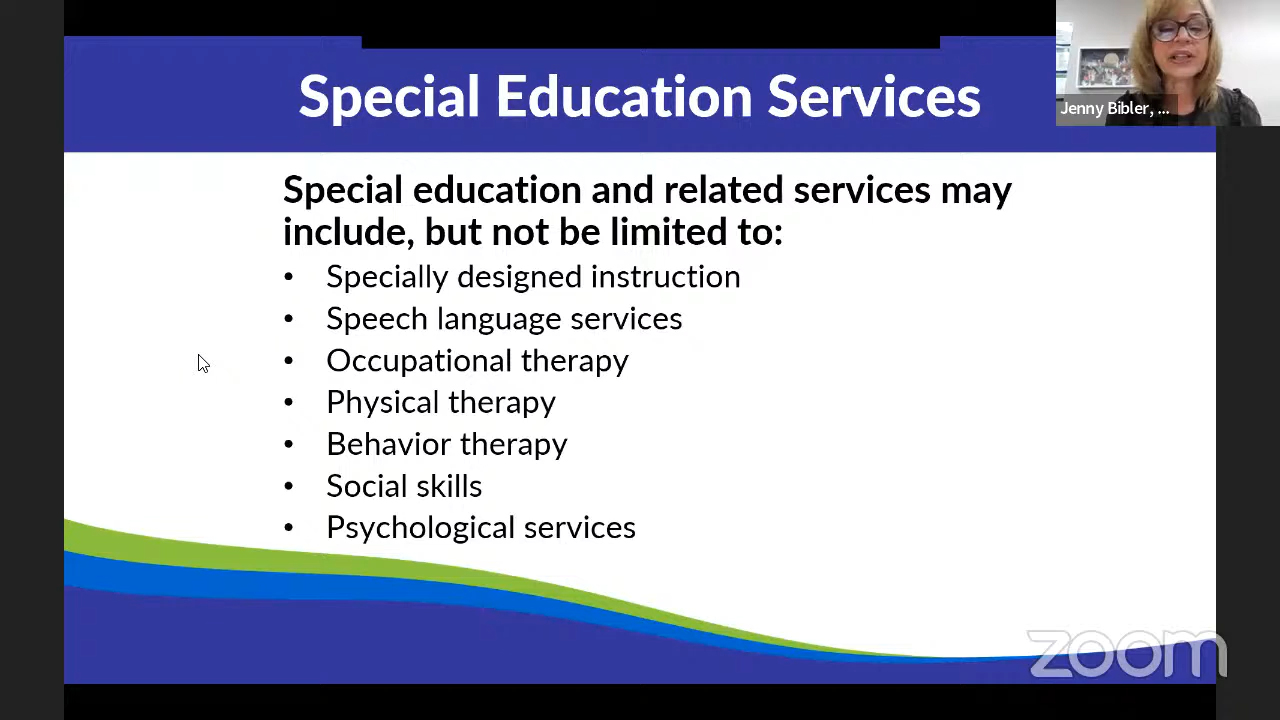 Special Education Services
Jenny Bibler, ...
Special education and related services may
include, but not be limited to:
• Specially designed instruction
• Speech language services
• Occupational therapy
• Physical therapy
• Behavior therapy
• Social skills
• Psychological services
zoom